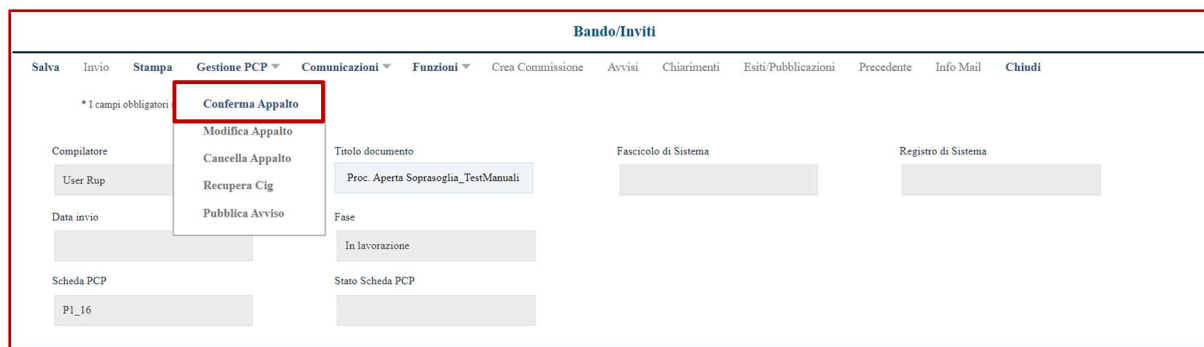 Bando/Inviti
Salva Invio Stampa Gestione PCP Comunicazioni Funzioni Crea Commissione Avvisi Chiarimenti Esiti/Pubblicazioni Precedente Info Mail Chiudi
* I campi obbligatori
Conferma Appalto
Modifica Appalto
Cancella Appalto
Recupera Cig
Pubblica Avviso
Compilatore Titolo documento Fascicolo di Sistema Registro di Sistema
User Rup Proc. Aperta Soprasoglia_TestManuali
Data invio Fase
In lavorazione
Scheda PCP Stato Scheda PCP
P1_16